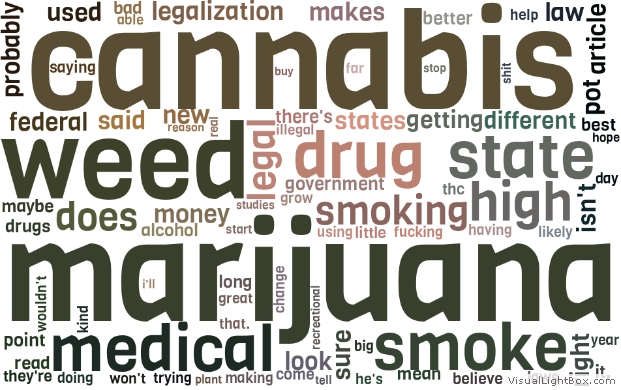 probably
used
bad
able
legalization
makes
better
help
law
article
cannabis
saying
buy
far
stop
shit
pot
federal
said
new
reason
real
there's
illegal
states
getting
different
best
hope
weed
legal
drug
state
government
grow
thc
high
isn't
day
maybe
does
money
studies
smoking
drugs
alcohol
start
using
little
fucking
having
likely
marijuana
wouldn't
i'll
long
great
change
that.
recreational
kind
point
medical
look
sure
big
smoke
light
year
read
it
they're
doing
won't
trying
plant
making
come
tell
he's
mean
believe
VisualLightBox.com